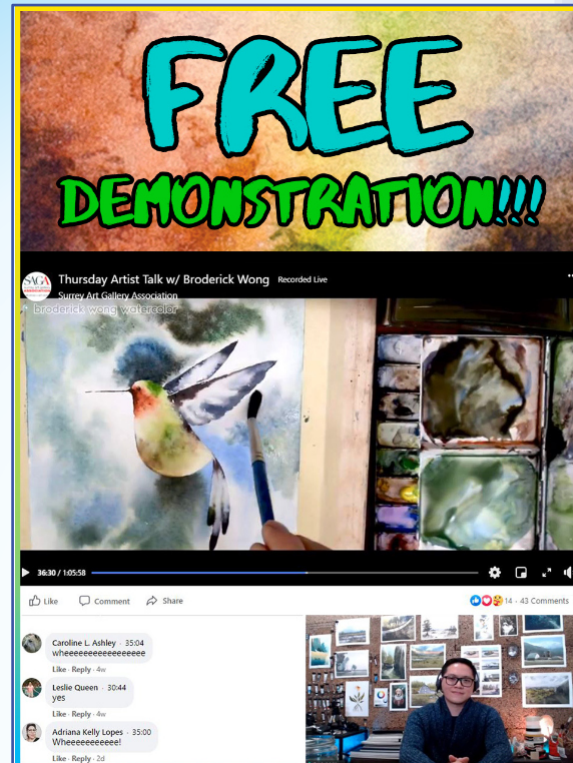 FREE
DEMONSTRATION!!!
SAGA
Thursday Artist Talk w/ Broderick Wong Recorded Live
Surrey Art Gallery Association
broderick wong watercolor
36:30 / 1:05:58
Like Comment Share 14 · 43 Comments
Caroline L. Ashley · 35:04
wheeeeeeeeeeeeeeeee
Like · Reply · 4w
Leslie Queen · 30:44
yes
Like · Reply · 4w
Adriana Kelly Lopes · 35:00
Wheeeeeeeeeee!
Like · Reply · 2d